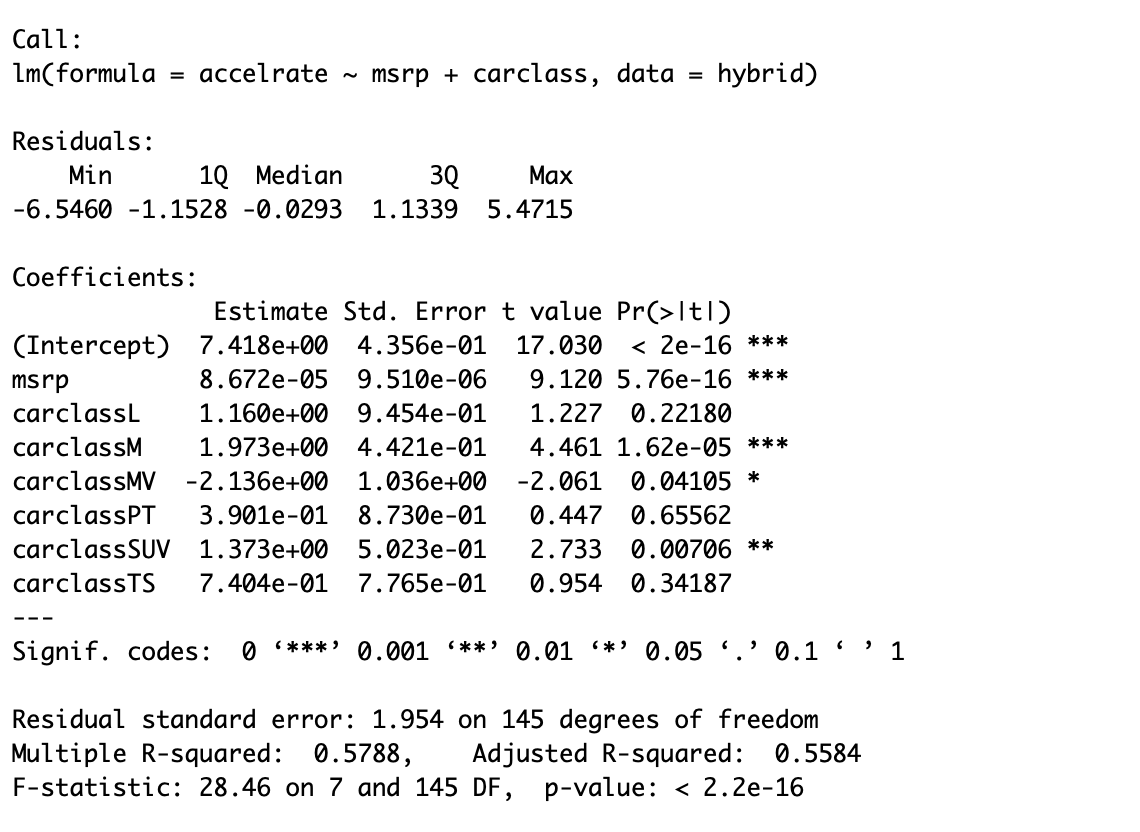 Call:
lm(formula = accelrate ~ msrp + carclass, data = hybrid)
Residuals:
    Min      1Q  Median      3Q     Max
-6.5460 -1.1528 -0.0293  1.1339  5.4715
Coefficients:
              Estimate Std. Error t value Pr(>|t|)
(Intercept)  7.418e+00  4.356e-01  17.030  < 2e-16 ***
msrp         8.672e-05  9.510e-06   9.120 5.76e-16 ***
carclassL    1.160e+00  9.454e-01   1.227  0.22180
carclassM    1.973e+00  4.421e-01   4.461 1.62e-05 ***
carclassMV  -2.136e+00  1.036e+00  -2.061  0.04105 *
carclassPT   3.901e-01  8.730e-01   0.447  0.65562
carclassSUV  1.373e+00  5.023e-01   2.733  0.00706 **
carclassTS   7.404e-01  7.765e-01   0.954  0.34187
---
Signif. codes:  0 ‘***’ 0.001 ‘**’ 0.01 ‘*’ 0.05 ‘.’ 0.1 ‘ ’ 1
Residual standard error: 1.954 on 145 degrees of freedom
Multiple R-squared:  0.5788,    Adjusted R-squared:  0.5584
F-statistic: 28.46 on 7 and 145 DF,  p-value: < 2.2e-16